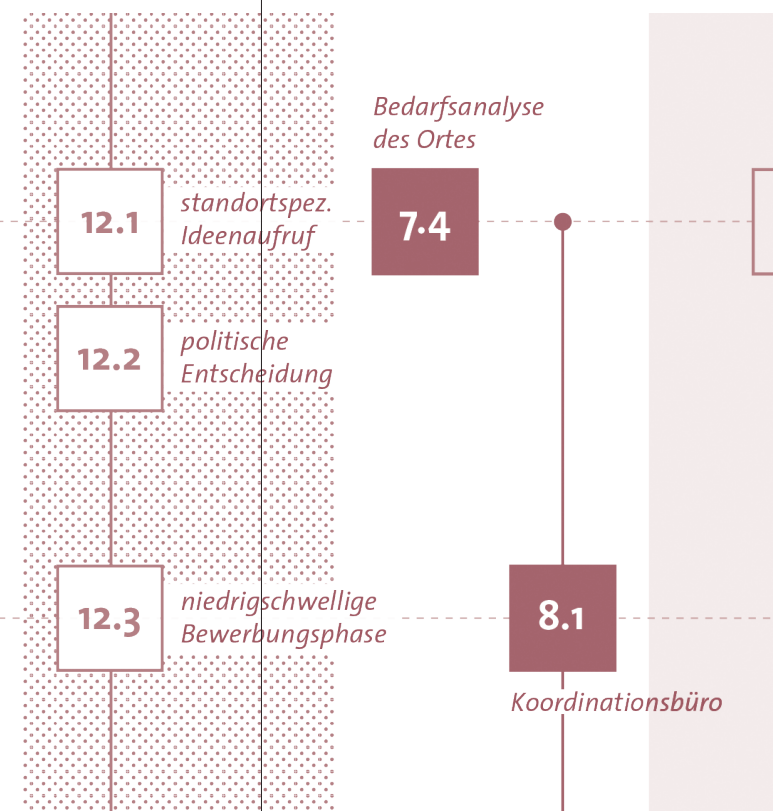 Bedarfsanalyse
des Ortes
12.1
standortspez.
Ideenaufruf
7.4
12.2
politische
Entscheidung
12.3
niedrigschwellige
Bewerbungsphase
8.1
Koordinationsbüro